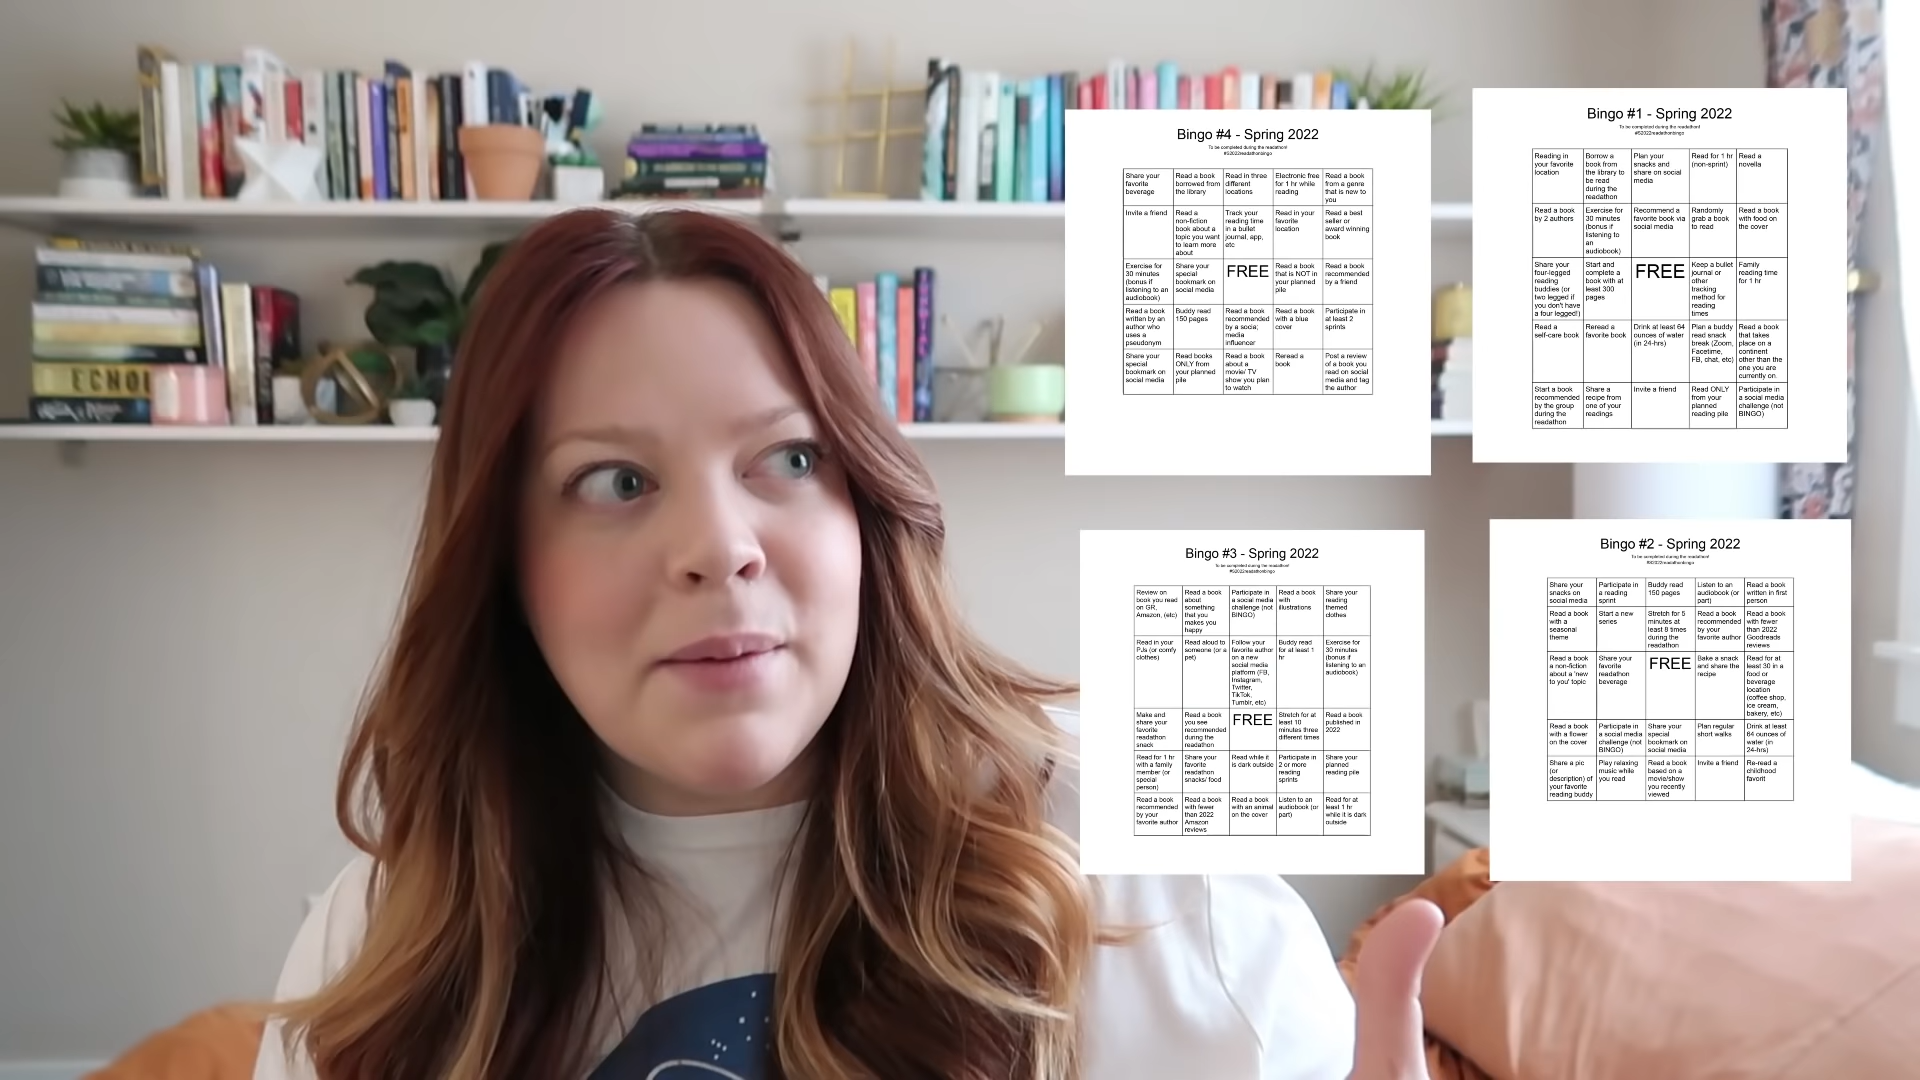 Bingo #4 - Spring 2022
To be completed during the readathon!
#S2022readathonbingo
Share your
favorite
beverage
Read a book
borrowed from
the library
Read in three
different
locations
Electronic free
for 1 hr while
reading
Read a book
from a genre
that is new to
you
Invite a friend
Read a
non-fiction
book about a
topic you want
to learn more
about
Track your
reading time
in a bullet
journal, app,
etc
Read in your
favorite
location
Read a best
seller or
award winning
book
Exercise for
30 minutes
(bonus if
listening to an
audiobook)
Share your
special
bookmark on
social media
FREE
Read a book
that is NOT in
your planned
pile
Read a book
recommended
by a friend
Read a book
written by an
author who
uses a
pseudonym
Buddy read
150 pages
Read a book
recommended
by a socia;
media
influencer
Read a book
with a blue
cover
Participate in
at least 2
sprints
Share your
special
bookmark on
social media
Read books
ONLY from
your planned
pile
Read a book
about a
movie/ TV
show you plan
to watch
Reread a
book
Post a review
of a book you
read on social
media and tag
the author
Bingo #1 - Spring 2022
To be completed during the readathon!
#S2022readathonbingo
Reading in
your favorite
location
Borrow a
book from
the library to
be read
during the
readathon
Plan your
snacks and
share on social
media
Read for 1 hr
(non-sprint)
Read a
novella
Read a book
by 2 authors
Exercise for
30 minutes
(bonus if
listening to
an
audiobook)
Recommend a
favorite book via
social media
Randomly
grab a book
to read
Read a book
with food on
the cover
Share your
four-legged
reading
buddies (or
two legged if
you don't have
a four legged!)
Start and
complete a
book with at
least 300
pages
FREE
Keep a bullet
journal or
other
tracking
method for
reading
times
Family
reading time
for 1 hr
Read a
self-care book
Reread a
favorite book
Drink at least 64
ounces of water
(in 24-hrs)
Plan a buddy
read snack
break (Zoom,
Facetime,
FB, chat, etc)
Read a book
that takes
place on a
continent
other than the
one you are
currently on.
Start a book
recommended
by the group
during the
readathon
Share a
recipe from
one of your
readings
Invite a friend
Read ONLY
from your
planned
reading pile
Participate in
a social media
challenge (not
BINGO)
Bingo #3 - Spring 2022
To be completed during the readathon!
#S2022readathonbingo
Review on
book you read
on GR,
Amazon, (etc)
Read a book
about
something
that you
makes you
happy
Participate in
a social media
challenge (not
BINGO)
Read a book
with
illustrations
Share your
reading
themed
clothes
Read in your
PJs (or comfy
clothes)
Read aloud to
someone (or a
pet)
Follow your
favorite author
on a new
social media
platform (FB,
Instagram,
Twitter,
TikTok,
Tumblr, etc)
Buddy read
for at least 1
hr
Exercise for
30 minutes
(bonus if
listening to an
audiobook)
Make and
share your
favorite
readathon
snack
Read a book
you see
recommended
during the
readathon
FREE
Stretch for at
least 10
minutes three
different times
Read a book
published in
2022
Read for 1 hr
with a family
member (or
special
person)
Share your
favorite
readathon
snacks/ food
Read while it
is dark outside
Participate in
2 or more
reading
sprints
Share your
planned
reading pile
Read a book
recommended
by your
favorite author
Read a book
with fewer
than 2022
Amazon
reviews
Read a book
with an animal
on the cover
Listen to an
audiobook (or
part)
Read for at
least 1 hr
while it is dark
outside
Bingo #2 - Spring 2022
To be completed during the readathon!
#S2022readathonbingo
Share your
snacks on
social media
Participate in
a reading
sprint
Buddy read
150 pages
Listen to an
audiobook (or
part)
Read a book
written in first
person
Read a book
with a
seasonal
theme
Start a new
series
Stretch for 5
minutes at
least 8 times
during the
readathon
Read a book
recommended
by your
favorite author
Read a book
with fewer
than 2022
Goodreads
reviews
Read a book
a non-fiction
about a 'new
to you' topic
Share your
favorite
readathon
beverage
FREE
Bake a snack
and share the
recipe
Read for at
least 30 in a
food or
beverage
location
(coffee shop,
ice cream,
bakery, etc)
Read a book
with a flower
on the cover
Participate in
a social media
challenge (not
BINGO)
Share your
special
bookmark on
social media
Plan regular
short walks
Drink at least
64 ounces of
water (in
24-hrs)
Share a pic
(or
description) of
your favorite
reading buddy
Play relaxing
music while
you read
Read a book
based on a
movie/show
you recently
viewed
Invite a friend
Re-read a
childhood
favorit